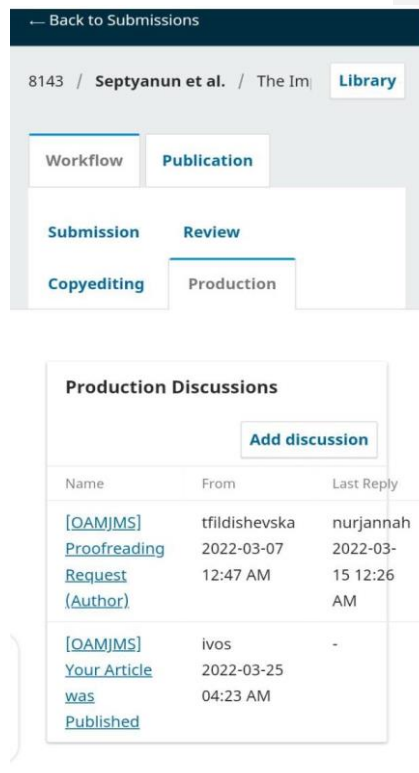 ← Back to Submissions
8143 / Septyanun et al. / The Im
Library
Workflow
Publication
Submission
Review
Copyediting
Production
Production Discussions
Add discussion
Name
From
Last Reply
[OAMJMS]
Proofreading
Request
(Author)
tfildishevska
2022-03-07
12:47 AM
nurjannah
2022-03-
15 12:26
AM
[OAMJMS]
Your Article
was
Published
ivos
2022-03-25
04:23 AM
-